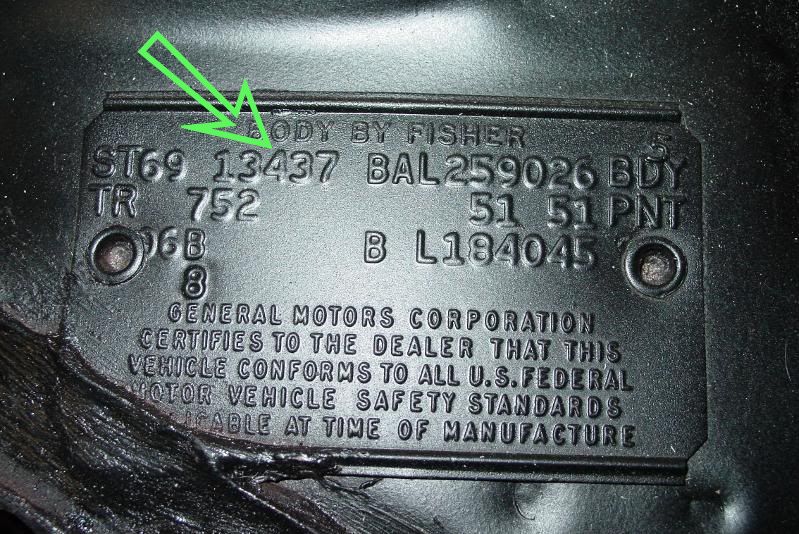 BODY BY FISHER
ST69 13437 BAL259026 BDY
TR 752 51 51 PNT
06B B L184045
8
GENERAL MOTORS CORPORATION
CERTIFIES TO THE DEALER THAT THIS
VEHICLE CONFORMS TO ALL U.S. FEDERAL
MOTOR VEHICLE SAFETY STANDARDS
AT TIME OF MANUFACTURE